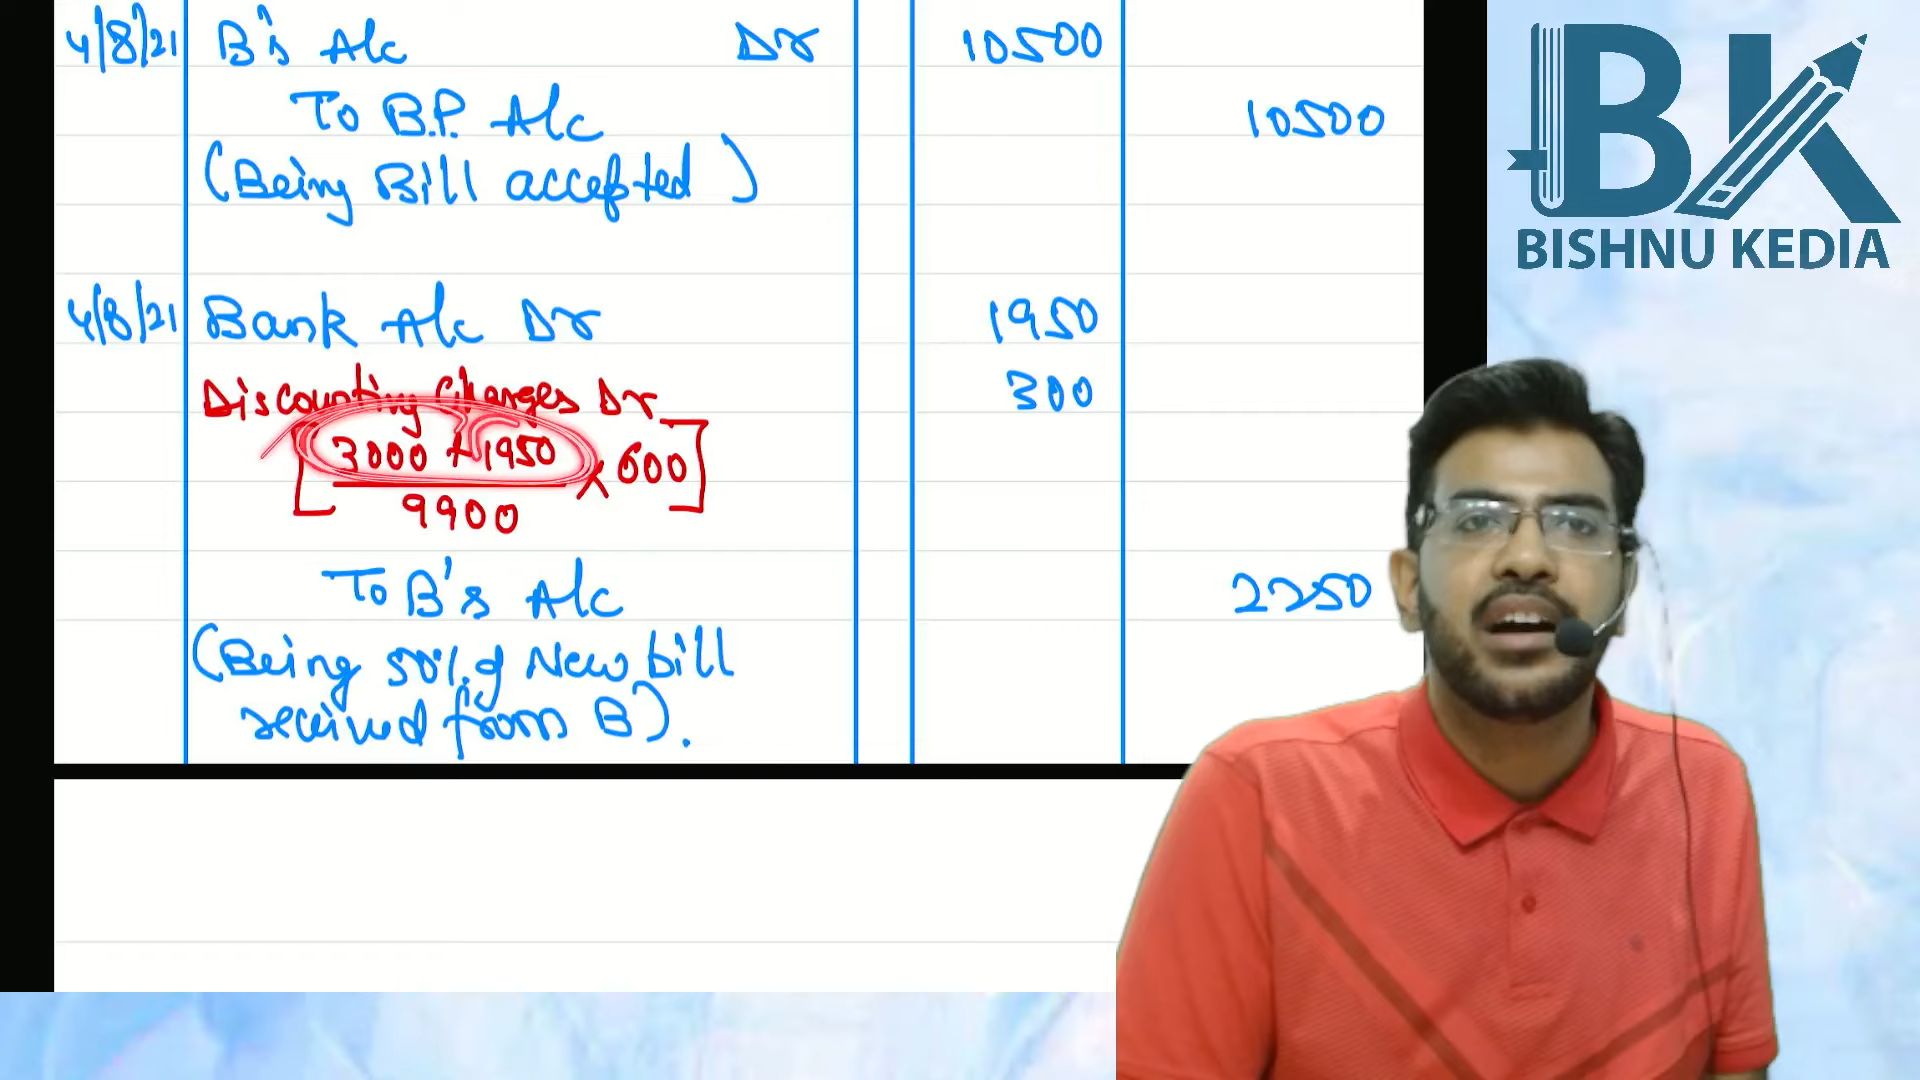 4/8/21 B's A/c Dr 10500
To B.P. A/c 10500
(Being Bill accepted)
4/8/21 Bank A/c Dr 1950
Discounting Charges Dr 300
[3000 + 1950 / 9900 × 600]
To B's A/c 2250
(Being 50% of New bill
received from B).
BK
BISHNU KEDIA